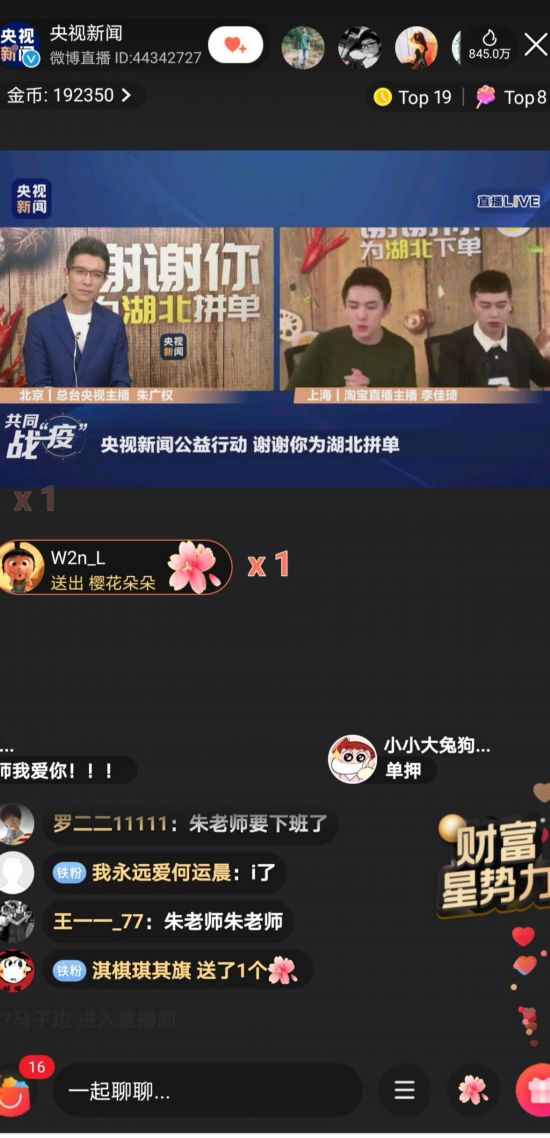 央视
新闻
央视新闻
微博直播 ID:44342727
845.0万
金币: 192350
Top 19
Top8
央视
新闻
直播LIVE
谢谢你
为湖北拼单
央视
新闻
北京|总台央视主播 朱广权
为湖北下单
上海|淘宝直播主播 李佳琦
共同
战“疫”
央视新闻公益行动 谢谢你为湖北拼单
x 1
W2n_L
送出 樱花朵朵
x 1
...
师我爱你！！！
小小大兔狗...
单押
罗二二11111：朱老师要下班了
铁粉 我永远爱何运晨：i了
王一一_77：朱老师朱老师
铁粉 淇棋琪其旗 送了1个
?马子边 进入直播间
财富
星势力
16
一起聊聊...